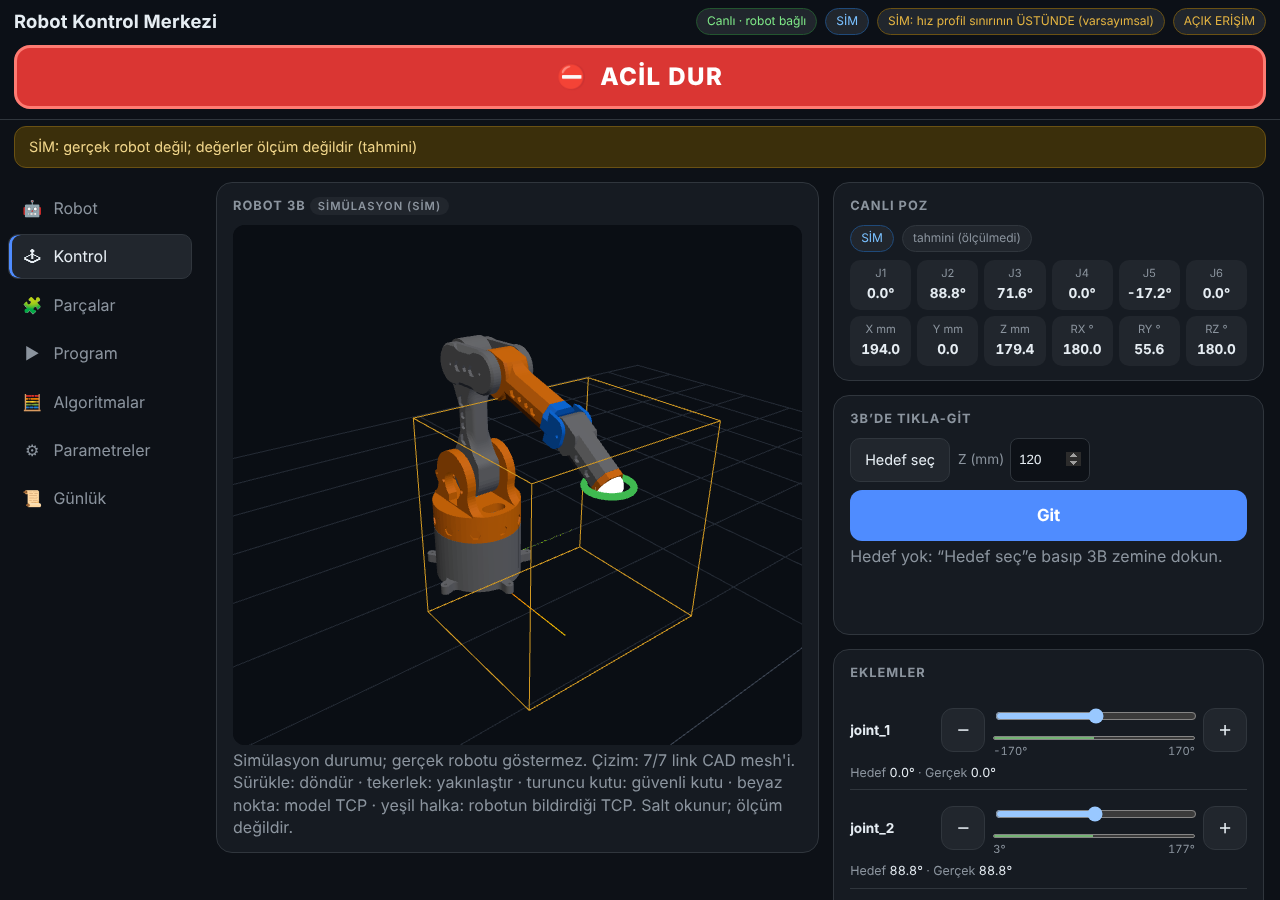 Robot Kontrol Merkezi
Canlı · robot bağlı
SİM
SİM: hız profil sınırının ÜSTÜNDE (varsayımsal)
AÇIK ERİŞİM
ACİL DUR
SİM: gerçek robot değil; değerler ölçüm değildir (tahmini)
Robot
Kontrol
Parçalar
Program
Algoritmalar
Parametreler
Günlük
ROBOT 3B SİMÜLASYON (SİM)
Simülasyon durumu; gerçek robotu göstermez. Çizim: 7/7 link CAD mesh'i.
Sürükle: döndür · tekerlek: yakınlaştır · turuncu kutu: güvenli kutu · beyaz
nokta: model TCP · yeşil halka: robotun bildirdiği TCP. Salt okunur; ölçüm
değildir.
CANLI POZ
SİM tahmini (ölçülmedi)
J1 J2 J3 J4 J5 J6
0.0° 88.8° 71.6° 0.0° -17.2° 0.0°
X mm Y mm Z mm RX ° RY ° RZ °
194.0 0.0 179.4 180.0 55.6 180.0
3B’DE TIKLA-GİT
Hedef seç Z (mm) 120
Git
Hedef yok: “Hedef seç”e basıp 3B zemine dokun.
EKLEMLER
joint_1 − +
-170° 170°
Hedef 0.0° · Gerçek 0.0°
joint_2 − +
3° 177°
Hedef 88.8° · Gerçek 88.8°